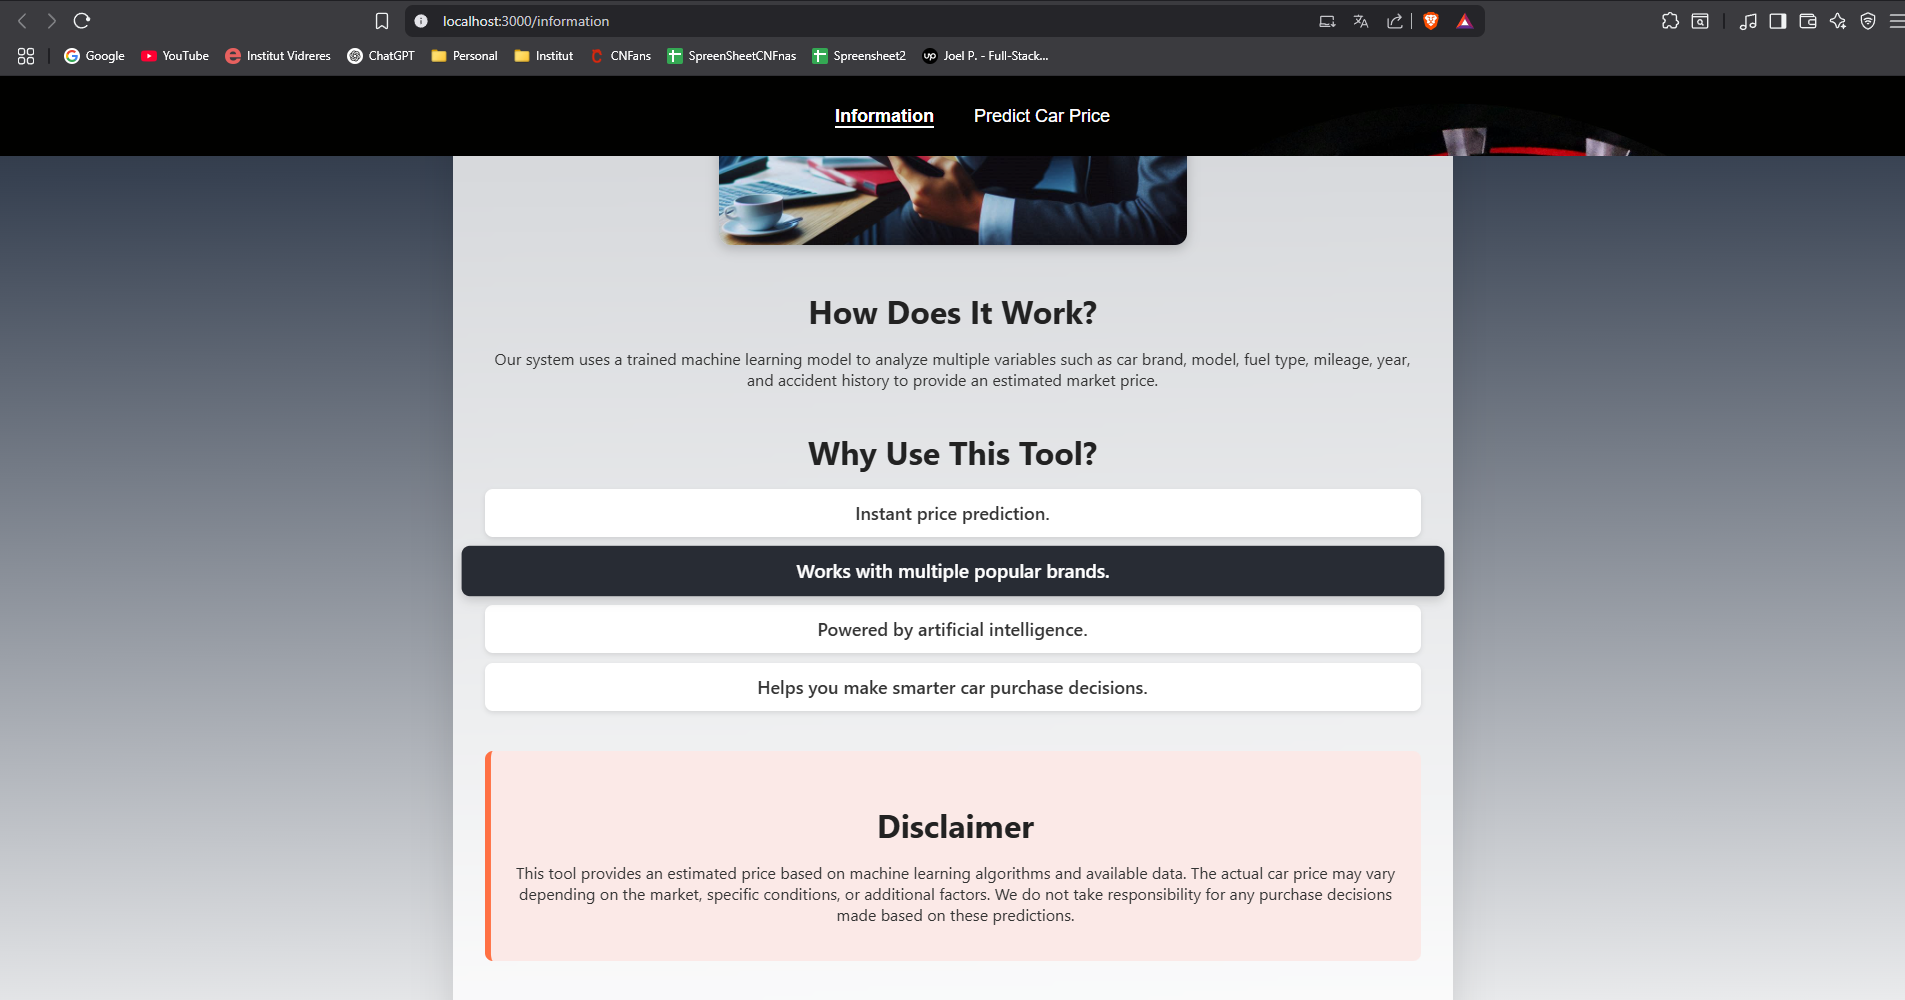 localhost:3000/information
Google YouTube Institut Vidreres ChatGPT Personal Institut CNFans SpreenSheetCNFnas Spreensheet2 up Joel P. - Full-Stack...
Information Predict Car Price
How Does It Work?
Our system uses a trained machine learning model to analyze multiple variables such as car brand, model, fuel type, mileage, year,
and accident history to provide an estimated market price.
Why Use This Tool?
Instant price prediction.
Works with multiple popular brands.
Powered by artificial intelligence.
Helps you make smarter car purchase decisions.
Disclaimer
This tool provides an estimated price based on machine learning algorithms and available data. The actual car price may vary
depending on the market, specific conditions, or additional factors. We do not take responsibility for any purchase decisions
made based on these predictions.